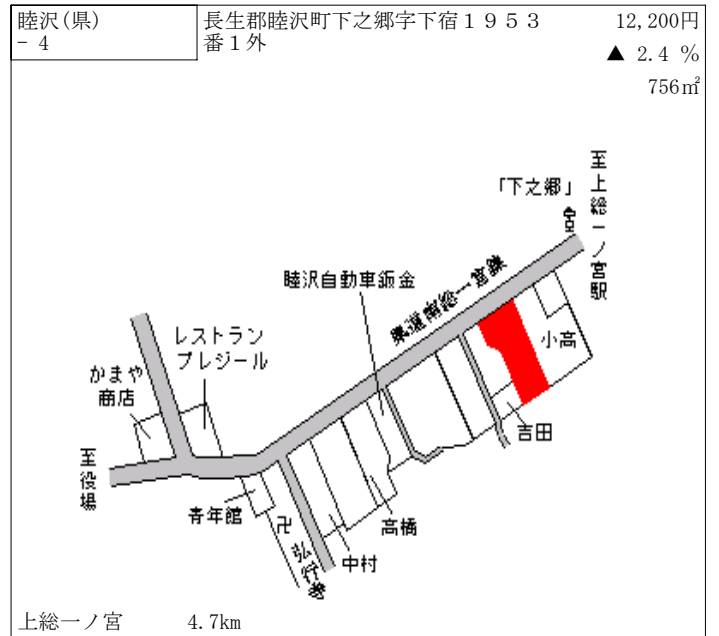 睦沢(県)
- 4
長生郡睦沢町下之郷字下宿１９５３
番１外
12,200円
▲ 2.4 %
756㎡
至上総一ノ宮駅
「下之郷」
県道南総一宮線
睦沢自動車鈑金
小高
レストラン
プレジール
かまや
商店
吉田
至役場
青年館
卍 弘行寺
中村
高橋
上総一ノ宮 4.7km